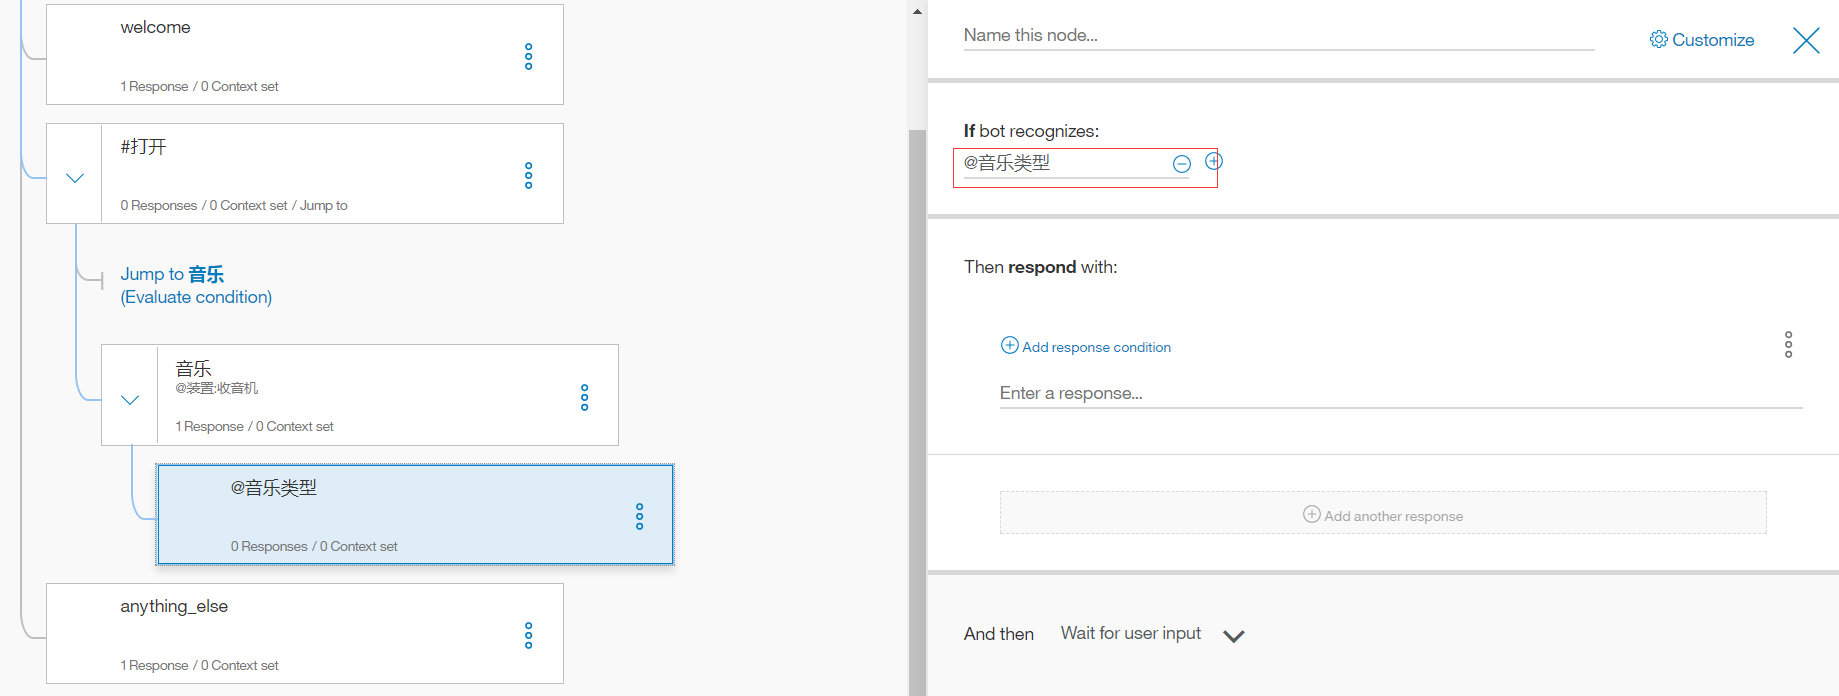 welcome
1 Response / 0 Context set
#打开
0 Responses / 0 Context set / Jump to
Jump to 音乐
(Evaluate condition)
音乐
@装置:收音机
1 Response / 0 Context set
@音乐类型
0 Responses / 0 Context set
anything_else
1 Response / 0 Context set
Name this node...
Customize
If bot recognizes:
@音乐类型
Then respond with:
Add response condition
Enter a response...
Add another response
And then Wait for user input